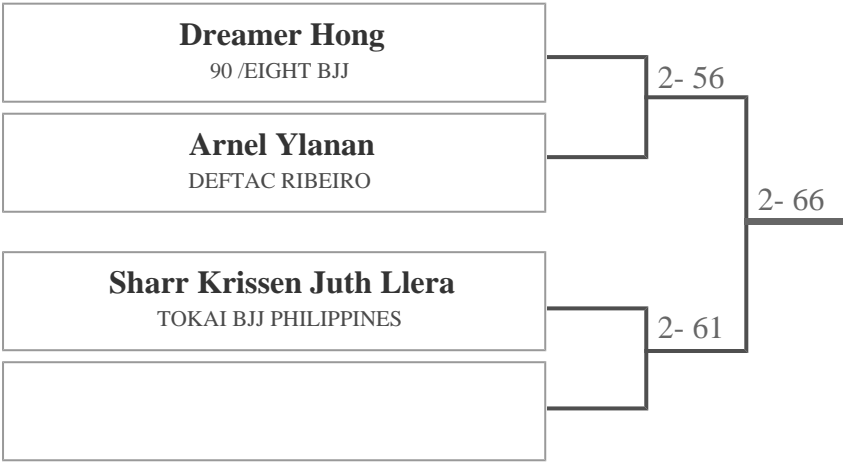 Dreamer Hong
90 /EIGHT BJJ
2- 56
Arnel Ylanan
DEFTAC RIBEIRO
2- 66
Sharr Krissen Juth Llera
TOKAI BJJ PHILIPPINES
2- 61